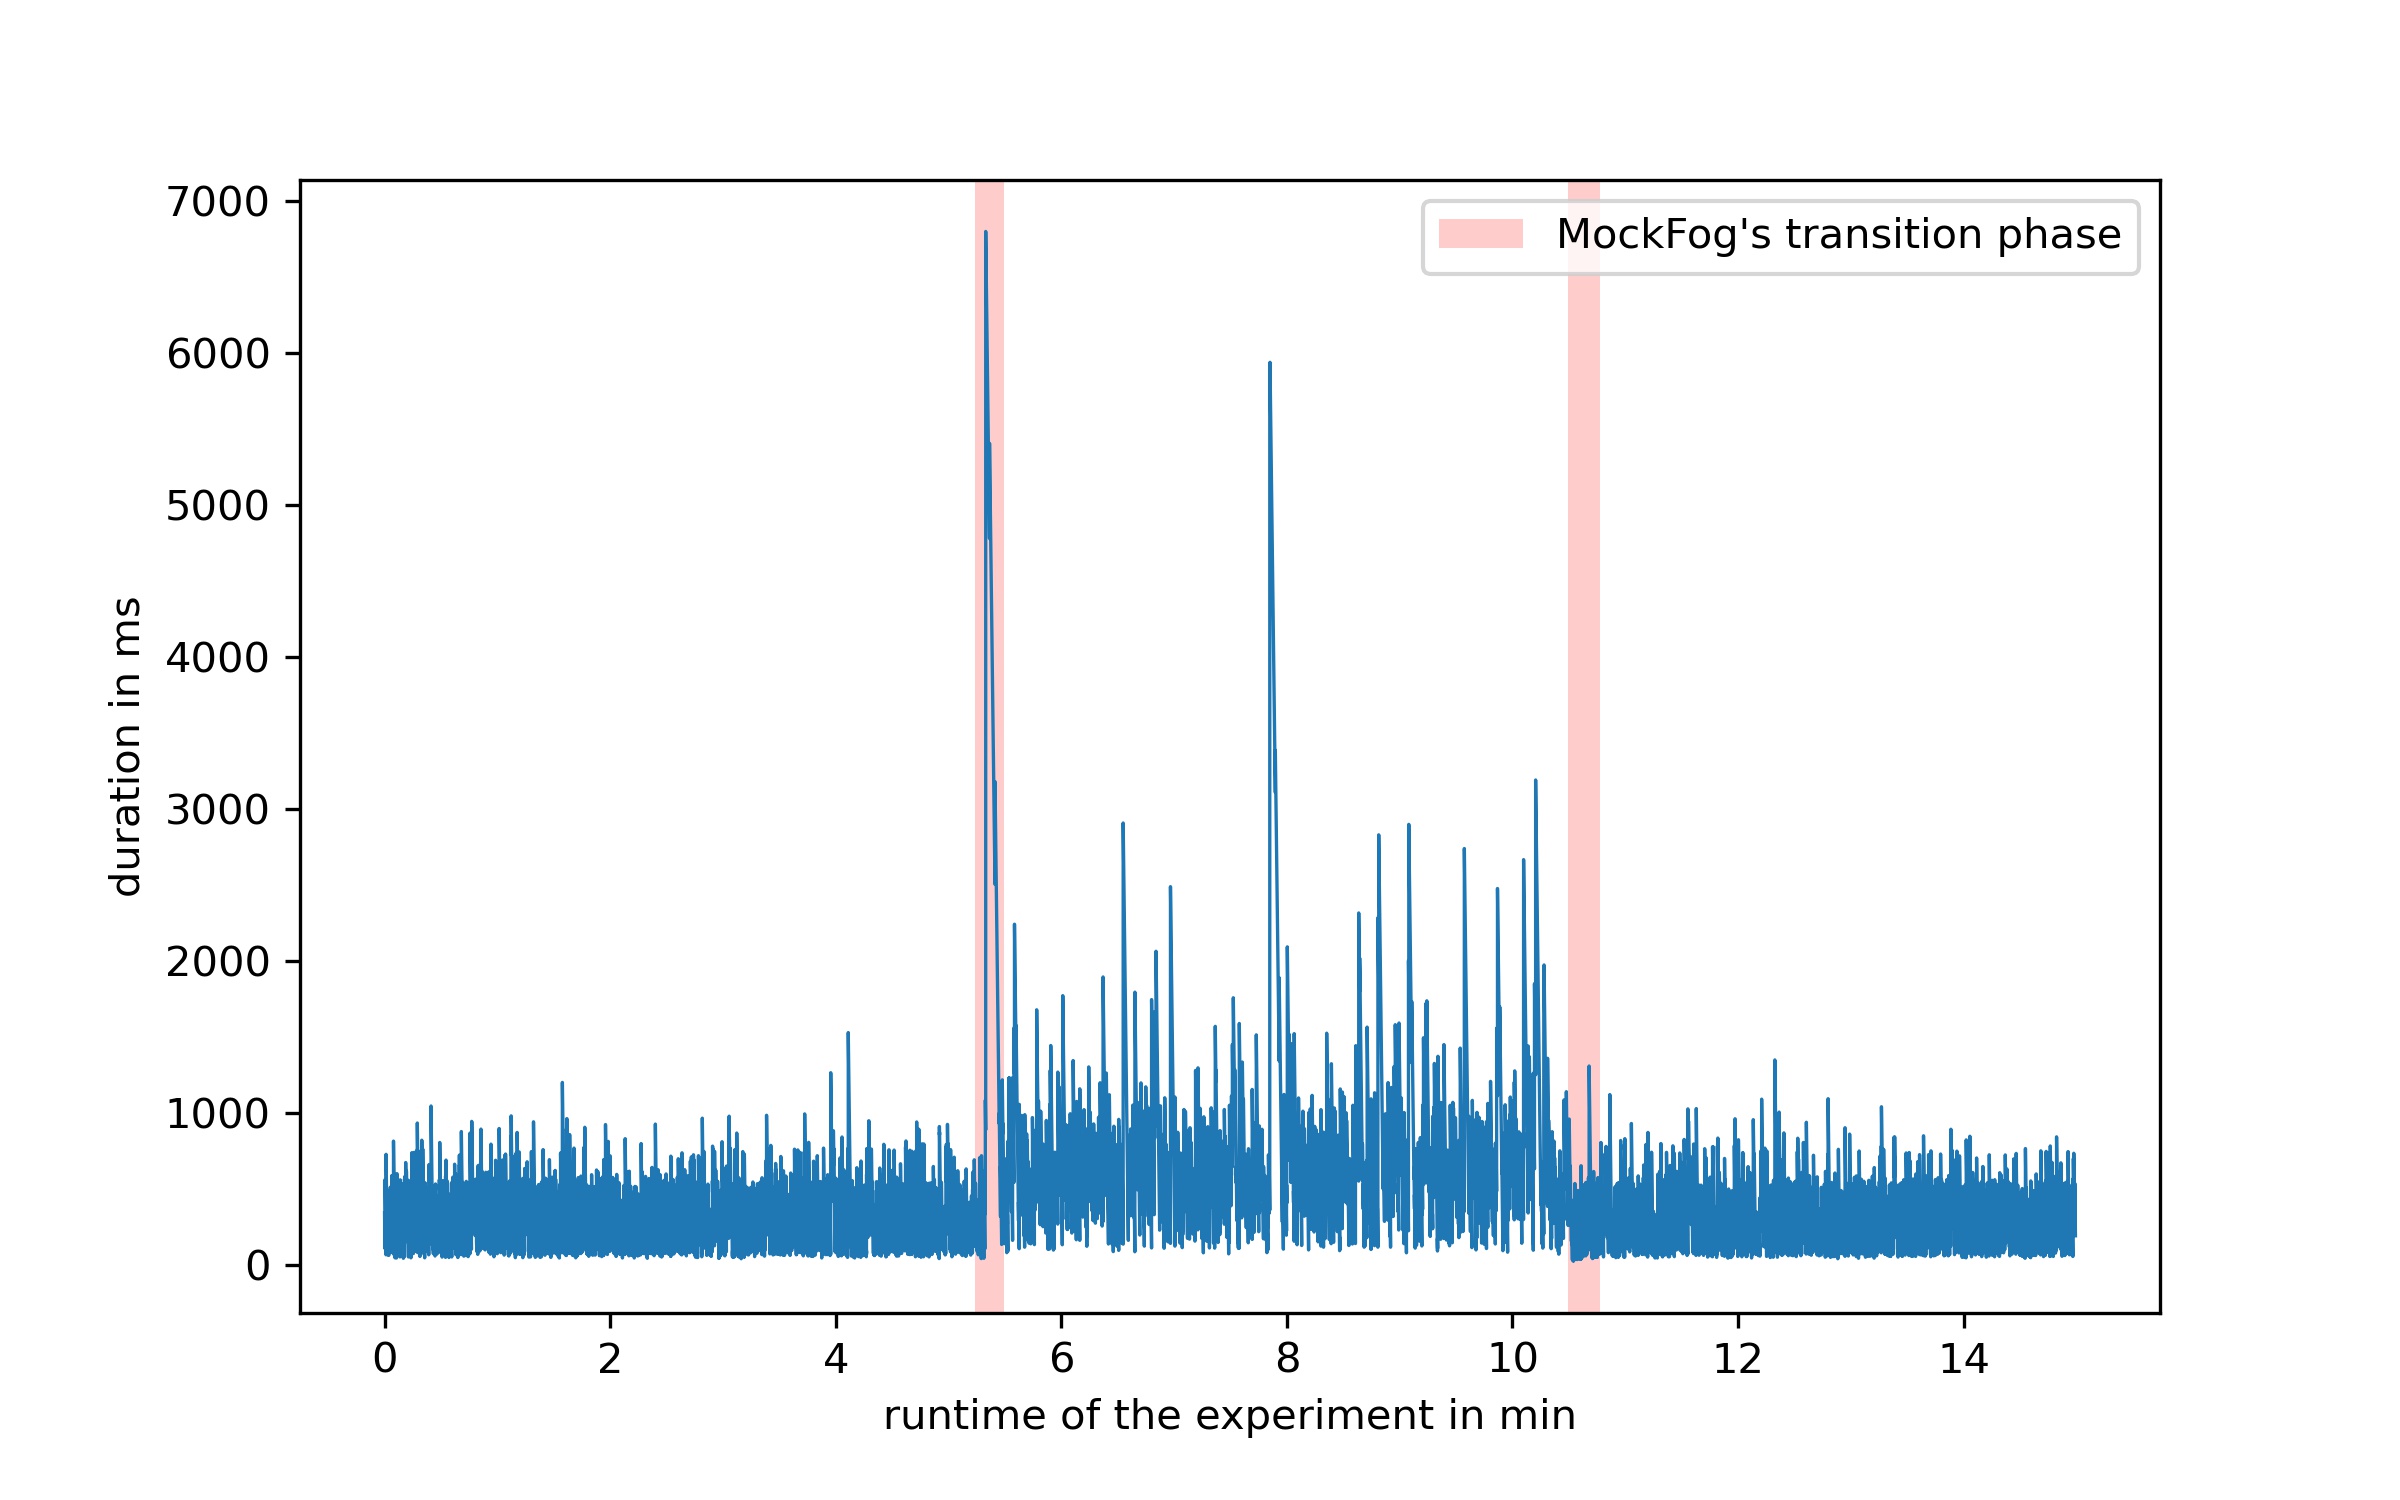 MockFog's transition phase
7000
6000
5000
4000
3000
2000
1000
0
duration in ms
0 2 4 6 8 10 12 14
runtime of the experiment in min